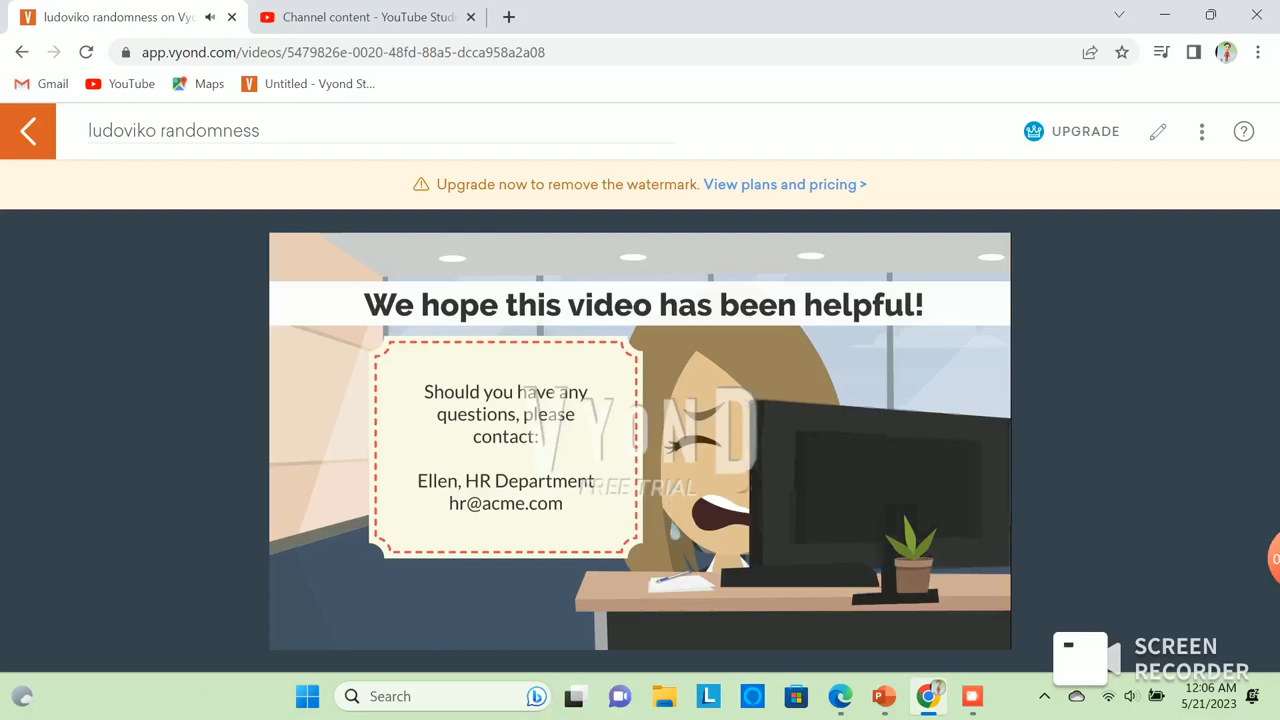 ludoviko randomness on Vyo
Channel content - YouTube Studi
app.vyond.com/videos/5479826e-0020-48fd-88a5-dcca958a2a08
Gmail
YouTube
Maps
Untitled - Vyond St...
ludoviko randomness
UPGRADE
Upgrade now to remove the watermark. View plans and pricing >
We hope this video has been helpful!
Should you have any
questions, please
contact:
Ellen, HR Department
hr@acme.com
VYOND
FREE TRIAL
SCREEN
RECORDER
Search
12:06 AM
5/21/2023